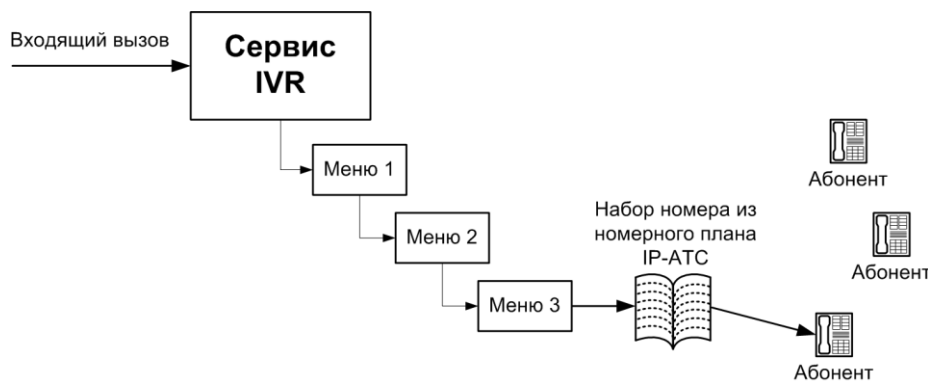 Входящий вызов
Сервис
IVR
Меню 1
Меню 2
Меню 3
Набор номера из
номерного плана
IP-АТС
Абонент
Абонент
Абонент